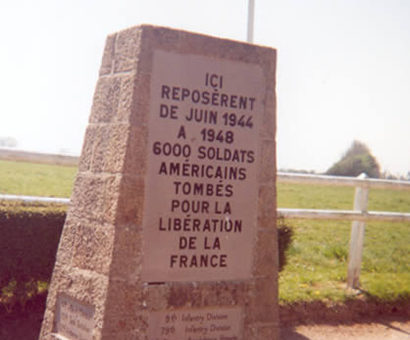 ICI
REPOSÈRENT
DE JUIN 1944
A 1948
6000 SOLDATS
AMÉRICAINS
TOMBÉS
POUR LA
LIBÉRATION
DE LA
FRANCE
9th Infantry Division
79th Infantry Division